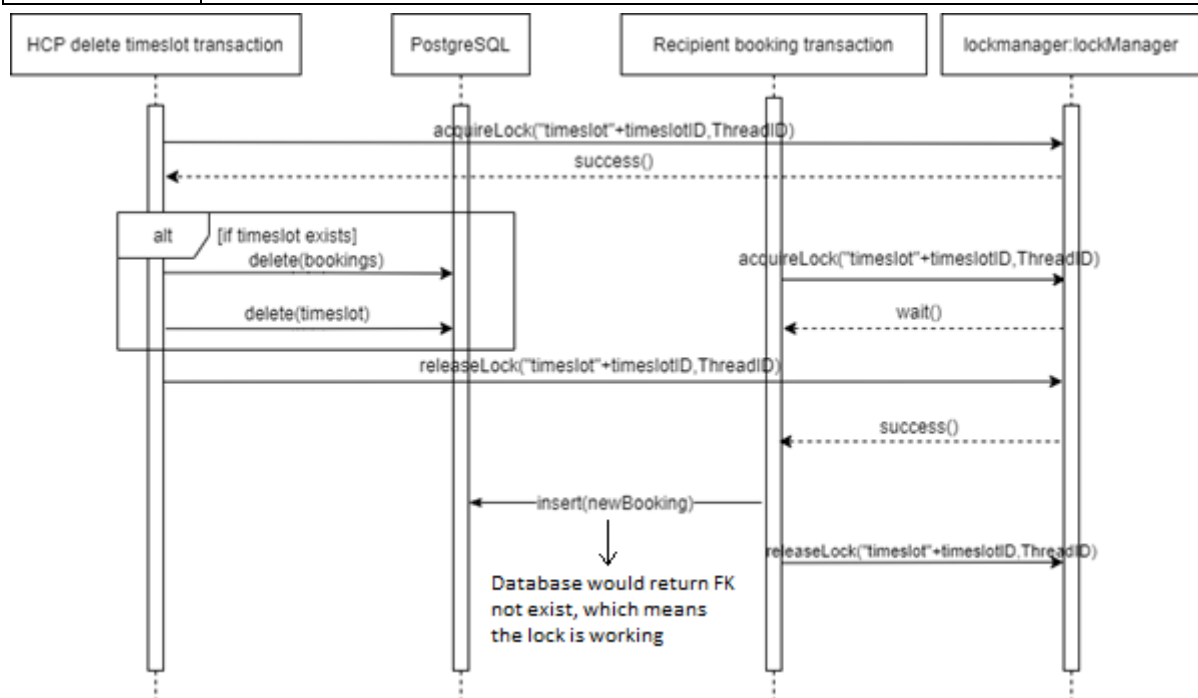 HCP delete timeslot transaction
PostgreSQL
Recipient booking transaction
lockmanager:lockManager
acquireLock("timeslot"+timeslotID,ThreadID)
success()
alt
[if timeslot exists]
delete(bookings)
acquireLock("timeslot"+timeslotID,ThreadID)
delete(timeslot)
wait()
releaseLock("timeslot"+timeslotID,ThreadID)
success()
insert(newBooking)
releaseLock("timeslot"+timeslotID,ThreadID)
Database would return FK
not exist, which means
the lock is working